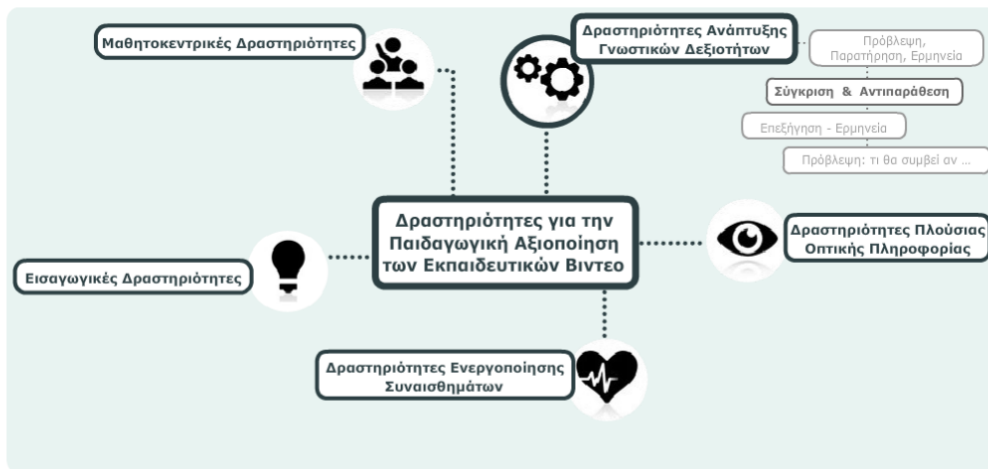 Μαθητοκεντρικές Δραστηριότητες
Δραστηριότητες Ανάπτυξης
Γνωστικών Δεξιοτήτων
Πρόβλεψη,
Παρατήρηση, Ερμηνεία
Σύγκριση & Αντιπαράθεση
Επεξήγηση - Ερμηνεία
Πρόβλεψη: τι θα συμβεί αν ...
Δραστηριότητες για την
Παιδαγωγική Αξιοποίηση
των Εκπαιδευτικών Βιντεο
Δραστηριότητες Πλούσιας
Οπτικής Πληροφορίας
Εισαγωγικές Δραστηριότητες
Δραστηριότητες Ενεργοποίησης
Συναισθημάτων